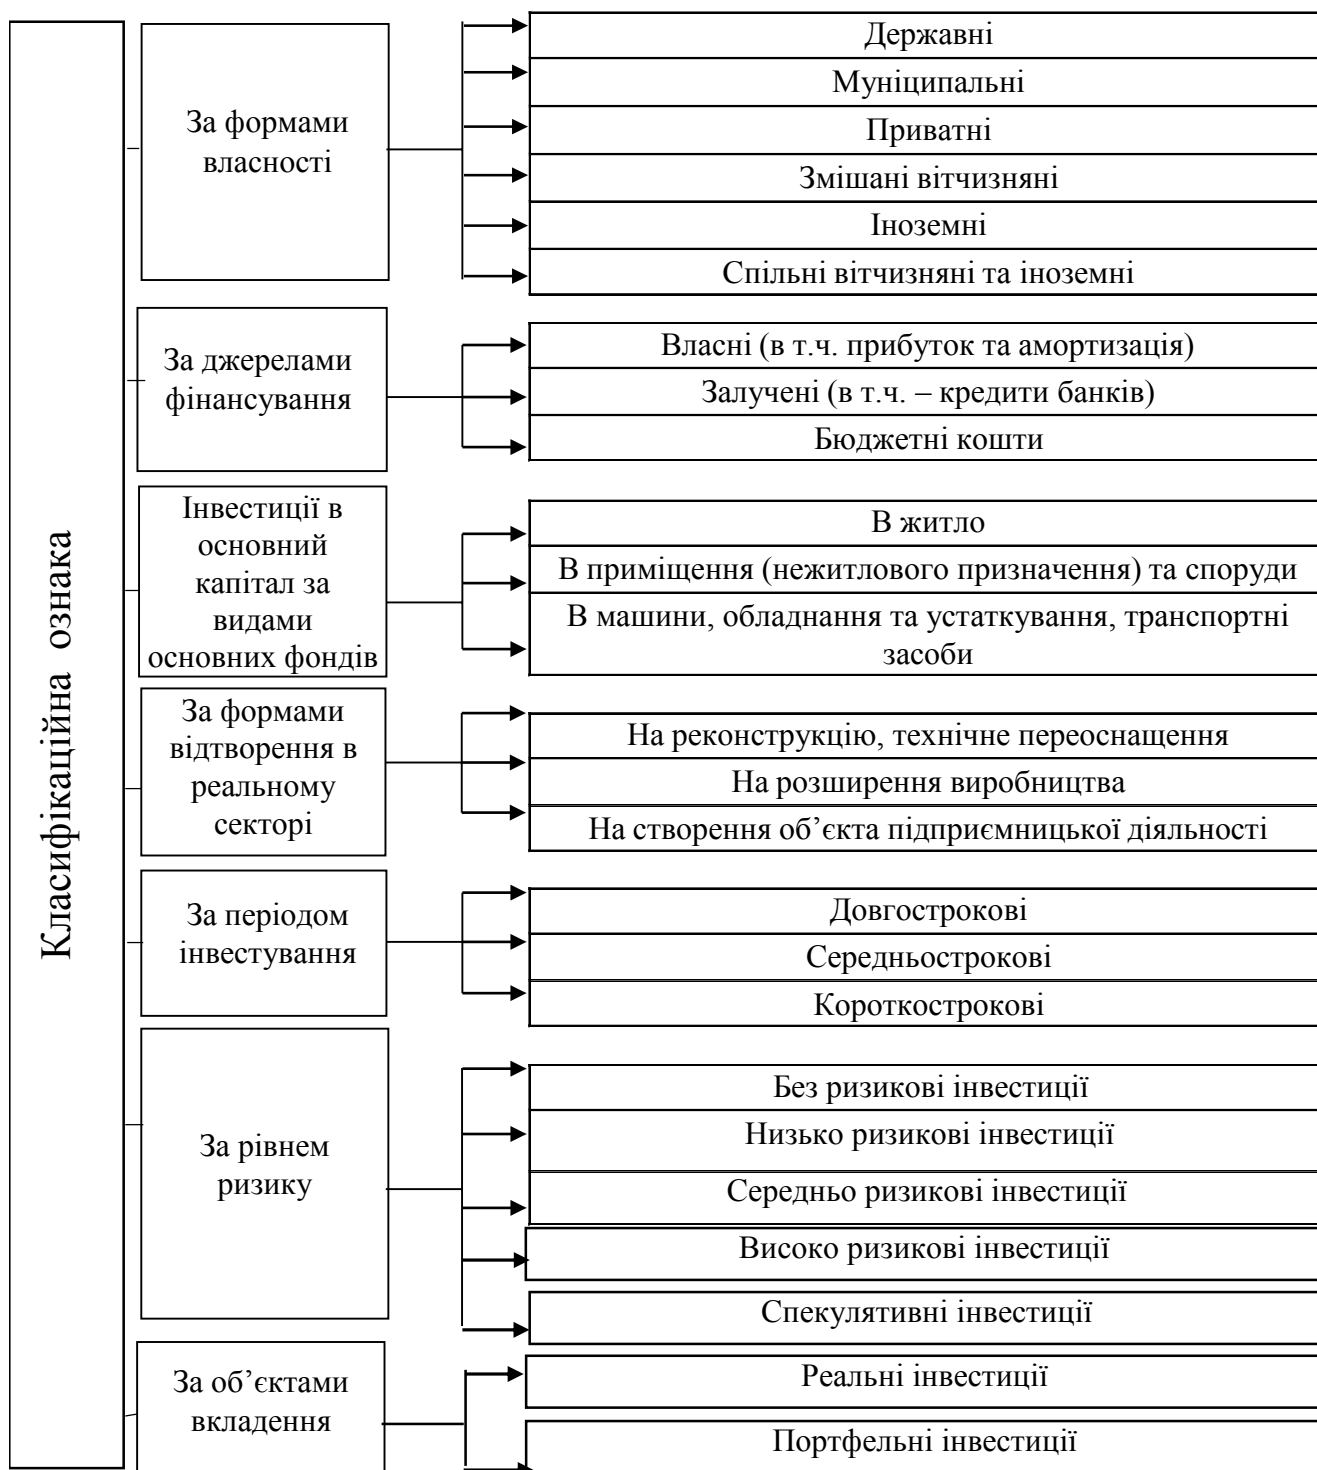 Класифікаційна ознака
За формами
власності
Державні
Муніципальні
Приватні
Змішані вітчизняні
Іноземні
Спільні вітчизняні та іноземні
За джерелами
фінансування
Власні (в т.ч. прибуток та амортизація)
Залучені (в т.ч. – кредити банків)
Бюджетні кошти
Інвестиції в
основний
капітал за
видами
основних фондів
В житло
В приміщення (нежитлового призначення) та споруди
В машини, обладнання та устаткування, транспортні
засоби
За формами
відтворення в
реальному
секторі
На реконструкцію, технічне переоснащення
На розширення виробництва
На створення об’єкта підприємницької діяльності
За періодом
інвестування
Довгострокові
Середньострокові
Короткострокові
За рівнем
ризику
Без ризикові інвестиції
Низько ризикові інвестиції
Середньо ризикові інвестиції
Високо ризикові інвестиції
Спекулятивні інвестиції
За об’єктами
вкладення
Реальні інвестиції
Портфельні інвестиції